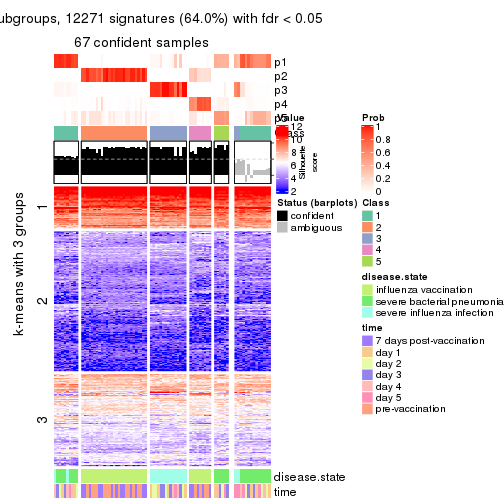 ubgroups, 12271 signatures (64.0%) with fdr < 0.05
67 confident samples
p1
p2
p3
p4
p5
Class
k-means with 3 groups
1
2
3
Silhouette
score
Value
12
10
8
6
4
2
Prob
1
0.8
0.6
0.4
0.2
0
Status (barplots)
confident
ambiguous
Class
1
2
3
4
5
disease.state
influenza vaccination
severe bacterial pneumonia
severe influenza infection
time
7 days post-vaccination
day 1
day 2
day 3
day 4
day 5
pre-vaccination
disease.state
time